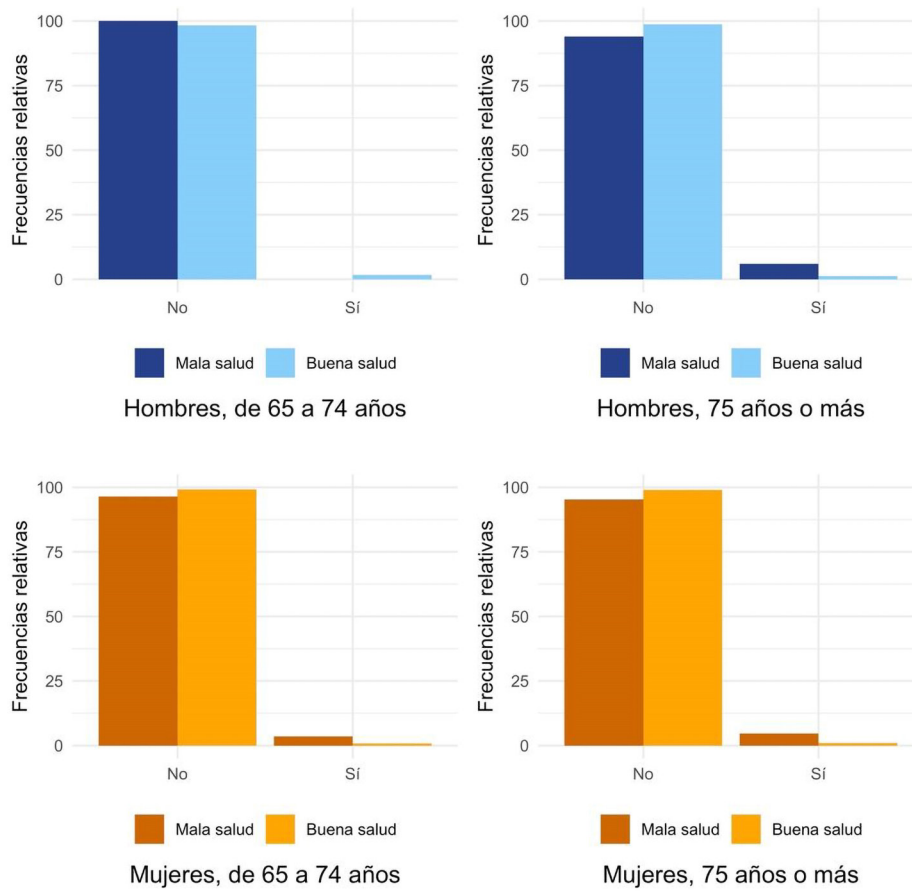 Frecuencias relativas
100
75
50
25
0
No Sí
Mala salud Buena salud
Hombres, de 65 a 74 años
Frecuencias relativas
100
75
50
25
0
No Sí
Mala salud Buena salud
Hombres, 75 años o más
Frecuencias relativas
100
75
50
25
0
No Sí
Mala salud Buena salud
Mujeres, de 65 a 74 años
Frecuencias relativas
100
75
50
25
0
No Sí
Mala salud Buena salud
Mujeres, 75 años o más